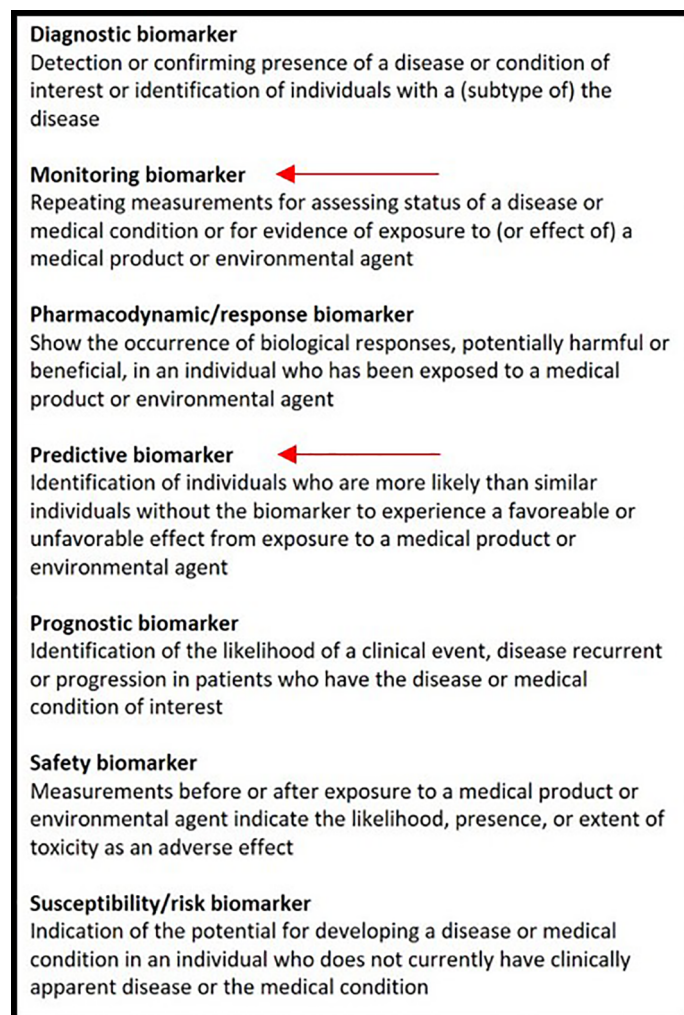 Diagnostic biomarker
Detection or confirming presence of a disease or condition of
interest or identification of individuals with a (subtype of) the
disease
Monitoring biomarker
Repeating measurements for assessing status of a disease or
medical condition or for evidence of exposure to (or effect of) a
medical product or environmental agent
Pharmacodynamic/response biomarker
Show the occurrence of biological responses, potentially harmful or
beneficial, in an individual who has been exposed to a medical
product or environmental agent
Predictive biomarker
Identification of individuals who are more likely than similar
individuals without the biomarker to experience a favoreable or
unfavorable effect from exposure to a medical product or
environmental agent
Prognostic biomarker
Identification of the likelihood of a clinical event, disease recurrent
or progression in patients who have the disease or medical
condition of interest
Safety biomarker
Measurements before or after exposure to a medical product or
environmental agent indicate the likelihood, presence, or extent of
toxicity as an adverse effect
Susceptibility/risk biomarker
Indication of the potential for developing a disease or medical
condition in an individual who does not currently have clinically
apparent disease or the medical condition